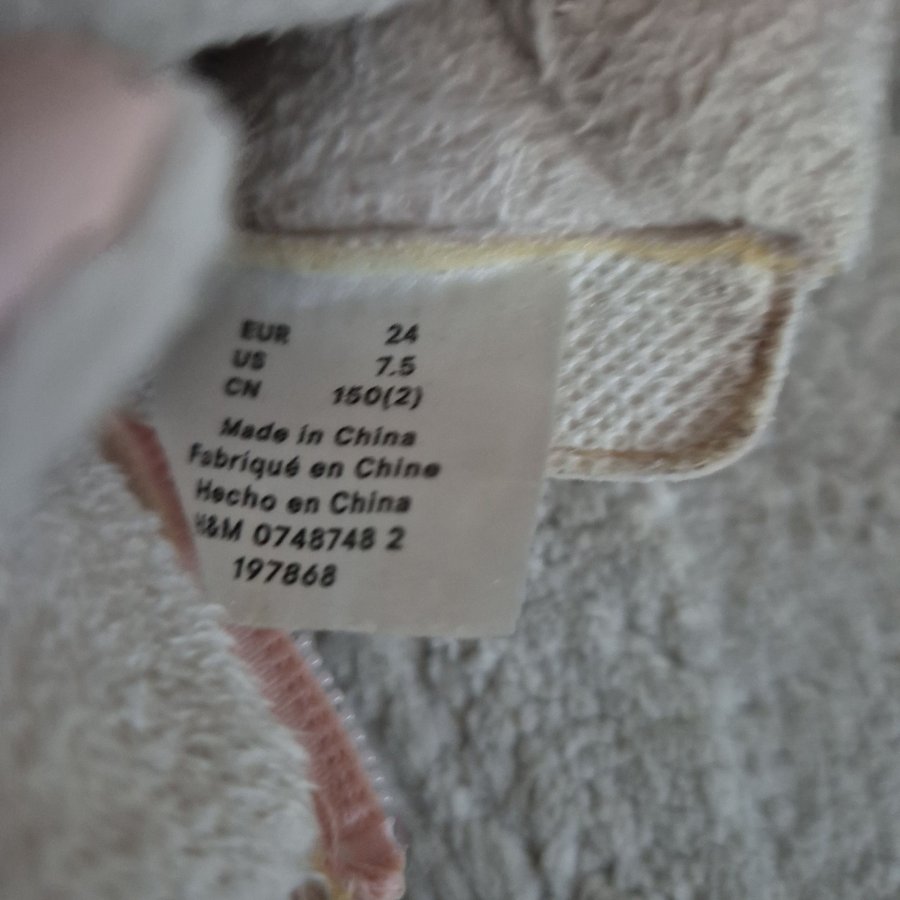 EUR 24
US 7.5
CN 150(2)
Made in China
Fabriqué en Chine
Hecho en China
H&M 0748748 2
197868